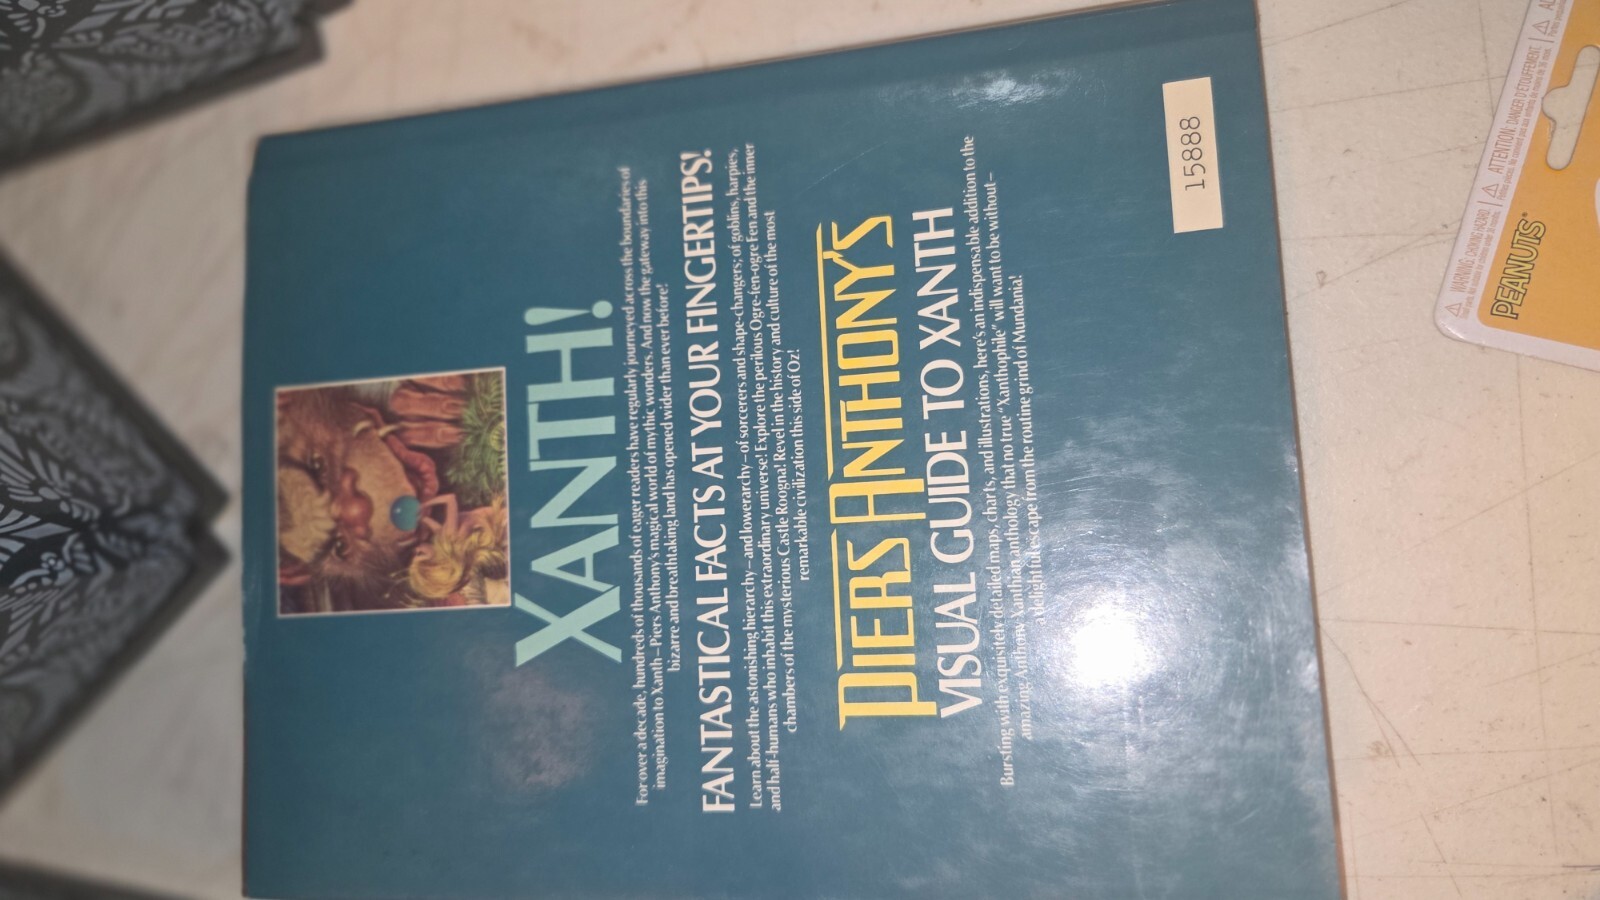 XANTH!
For over a decade, hundreds of thousands of eager readers have regularly journeyed across the boundaries of
imagination to Xanth–Piers Anthony's magical world of mythic wonders. And now the gateway into this
bizarre and breathtaking land has opened wider than ever before!
FANTASTICAL FACTS AT YOUR FINGERTIPS!
Learn about the astonishing hierarchy–and lowerarchy–of sorcerers and shape-changers; of goblins, harpies,
and half-humans who inhabit this extraordinary universe! Explore the perilous Ogre-fen-ogre Fen and the inner
chambers of the mysterious Castle Roogna! Revel in the history and culture of the most
remarkable civilization this side of Oz!
PIERS ANTHONY'S
VISUAL GUIDE TO XANTH
Bursting with exquisitely detailed maps, charts, and illustrations, here's an indispensable addition to the
amazing Anthony Xanthian anthology that no true "Xanthophile" will want to be without–
a delightful escape from the routine grind of Mundania!
15888
WARNING: CHOKING HAZARD
ATTENTION: DANGER D'ÉTOUFFEMENT
PEANUTS